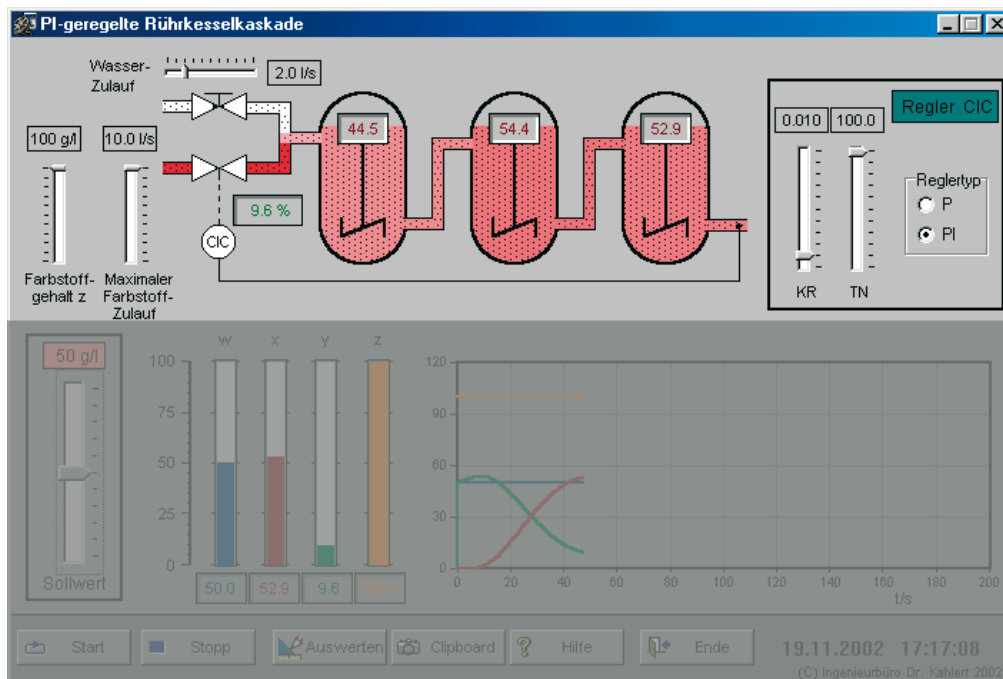 PI-geregelte Rührkesselkaskade
Wasser-
Zulauf
2.0 l/s
100 g/l
10.0 l/s
44.5
54.4
52.9
9.6 %
CIC
Farbstoff-
gehalt z
Maximaler
Farbstoff-
Zulauf
0.010
100.0
Regler CIC
Reglertyp
P
PI
KR
TN
50 g/l
Sollwert
w x y z
100
75
50
25
0
50.0
52.9
9.6
120
90
60
30
0
0 20 40 60 80 100 120 140 160 180 200
t/s
Start
Stopp
Auswerten
Clipboard
Hilfe
Ende
19.11.2002 17:17:08
(C) Ingenieurbüro Dr. Kahlert 2002